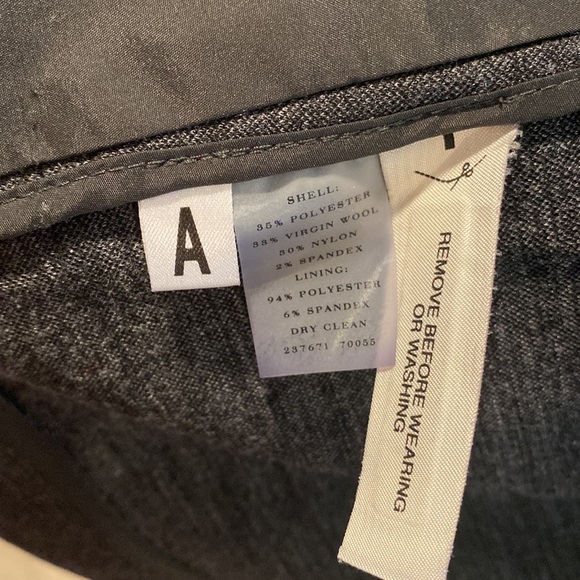 A
SHELL:
35% POLYESTER
33% VIRGIN WOOL
30% NYLON
2% SPANDEX
LINING:
94% POLYESTER
6% SPANDEX
DRY CLEAN
237671 70055
REMOVE BEFORE WEARING
OR WASHING